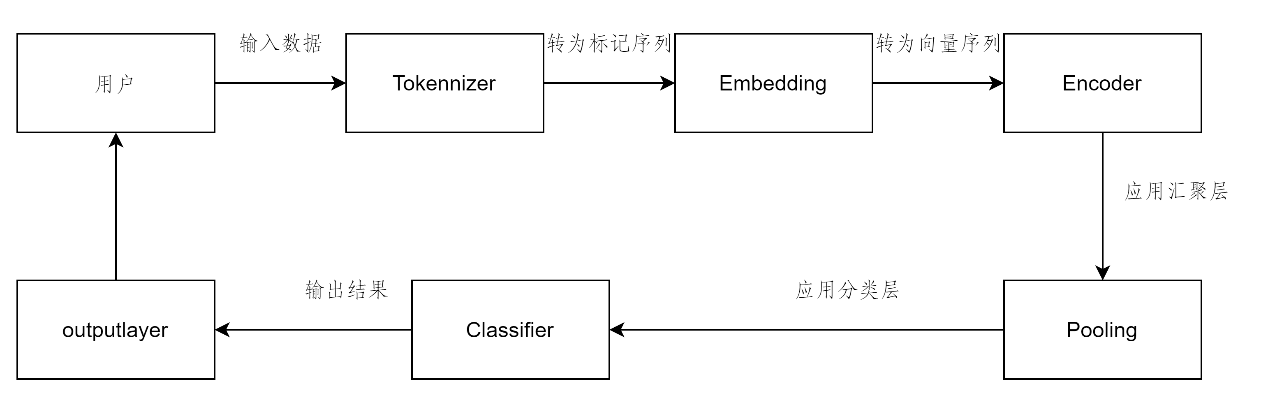 输入数据
转为标记序列
转为向量序列
用户
Tokennizer
Embedding
Encoder
应用汇聚层
输出结果
应用分类层
outputlayer
Classifier
Pooling